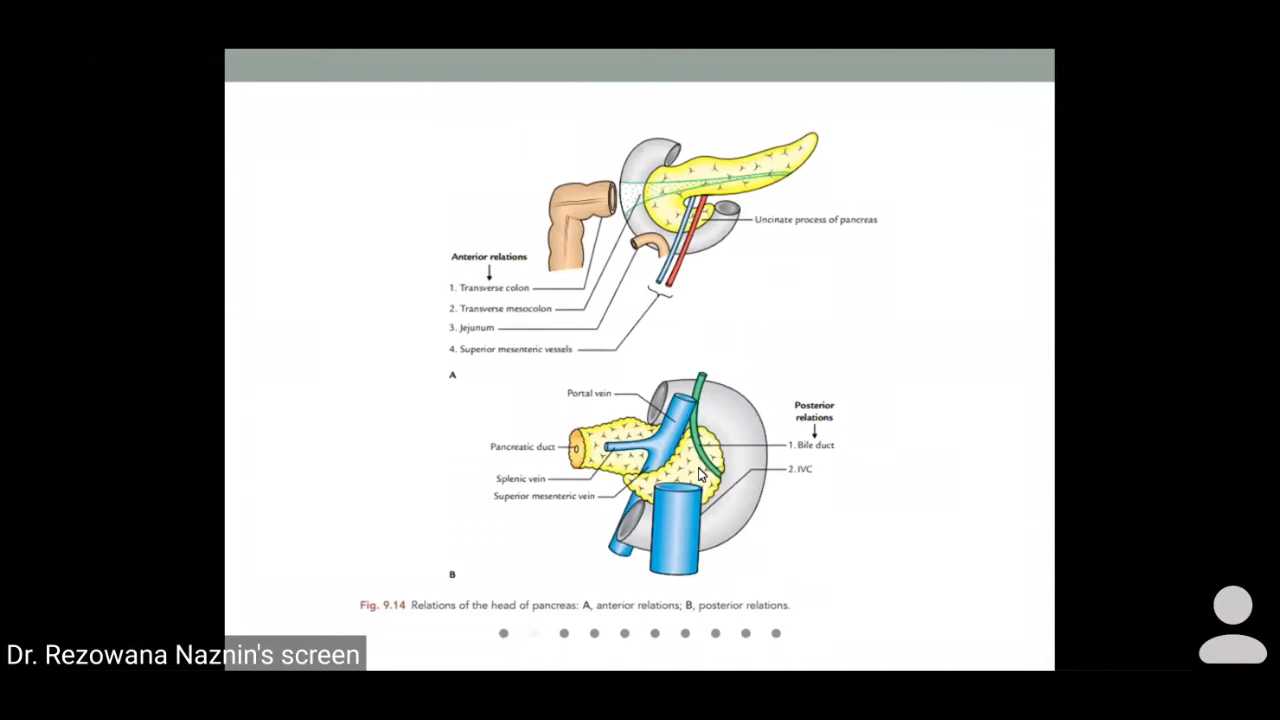 Uncinate process of pancreas
Anterior relations
1. Transverse colon
2. Transverse mesocolon
3. Jejunum
4. Superior mesenteric vessels
A
Portal vein
Posterior
relations
Pancreatic duct
1. Bile duct
Splenic vein
2. IVC
Superior mesenteric vein
B
Fig. 9.14 Relations of the head of pancreas: A, anterior relations; B, posterior relations.
Dr. Rezowana Naznin's screen